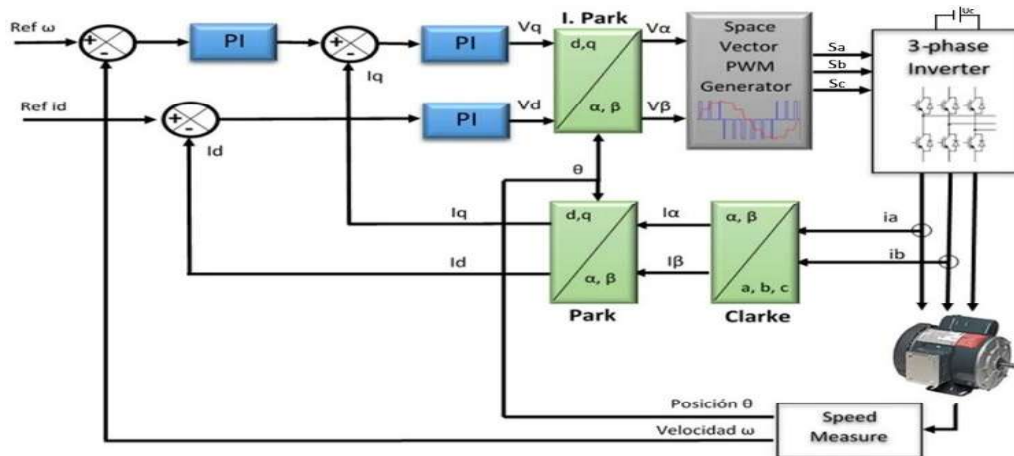 Ref ω
+
-
PI
+
-
Iq
PI
Vq
I. Park
d,q
α, β
Vα
Vβ
Space
Vector
PWM
Generator
Sa
Sb
Sc
Uc
3-phase
Inverter
Ref id
+
-
Id
PI
Vd
θ
Iq
Id
d,q
α, β
Park
Iα
Iβ
α, β
a, b, c
Clarke
ia
ib
Posición θ
Velocidad ω
Speed
Measure